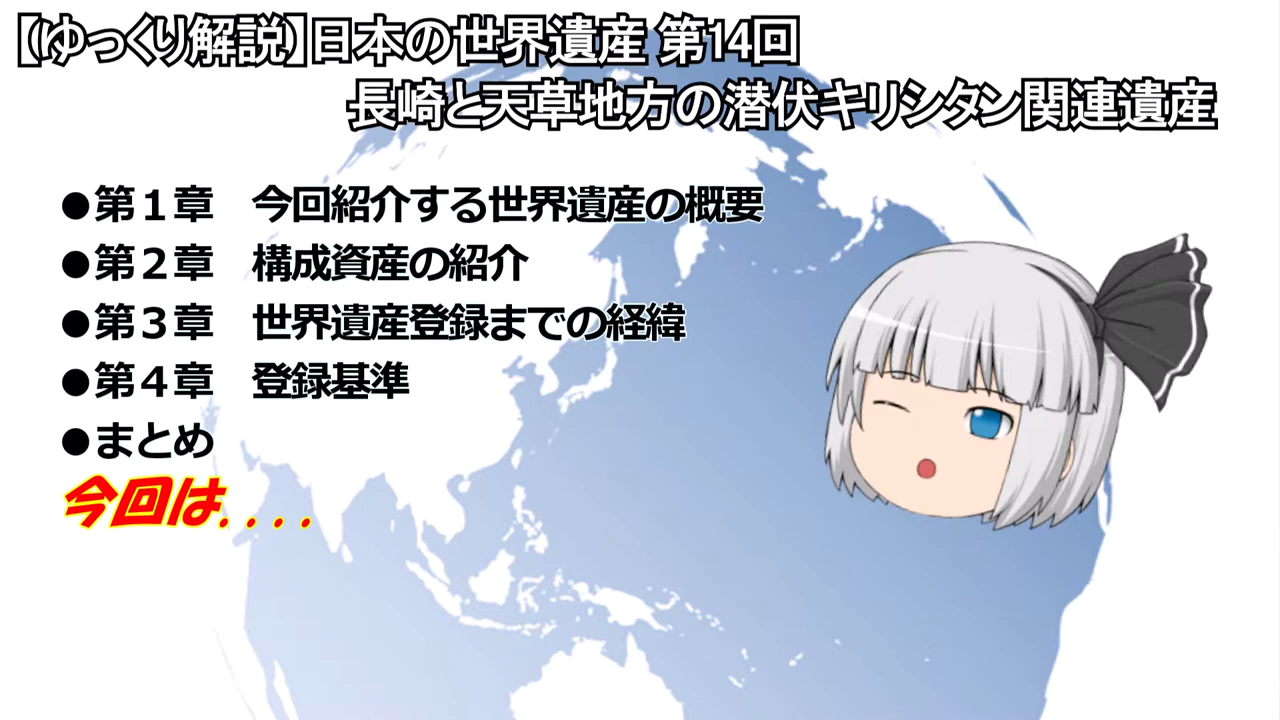 【ゆっくり解説】日本の世界遺産 第14回
長崎と天草地方の潜伏キリシタン関連遺産
●第１章　今回紹介する世界遺産の概要
●第２章　構成資産の紹介
●第３章　世界遺産登録までの経緯
●第４章　登録基準
●まとめ
今回は....